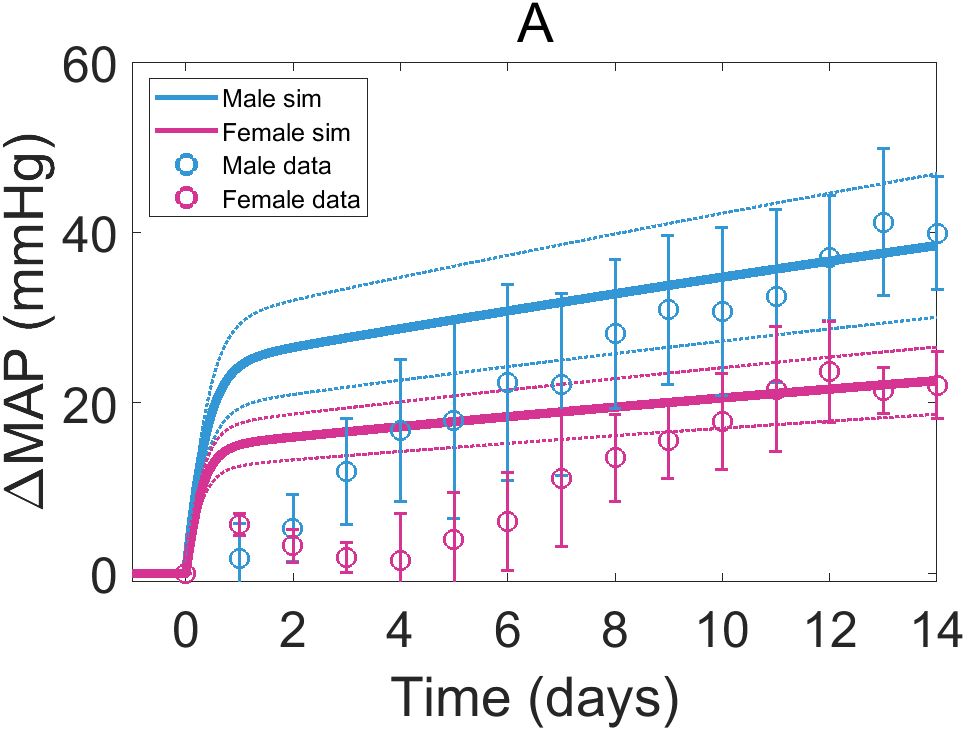 A
60
40
20
0
ΔMAP (mmHg)
Male sim
Female sim
Male data
Female data
0 2 4 6 8 10 12 14
Time (days)